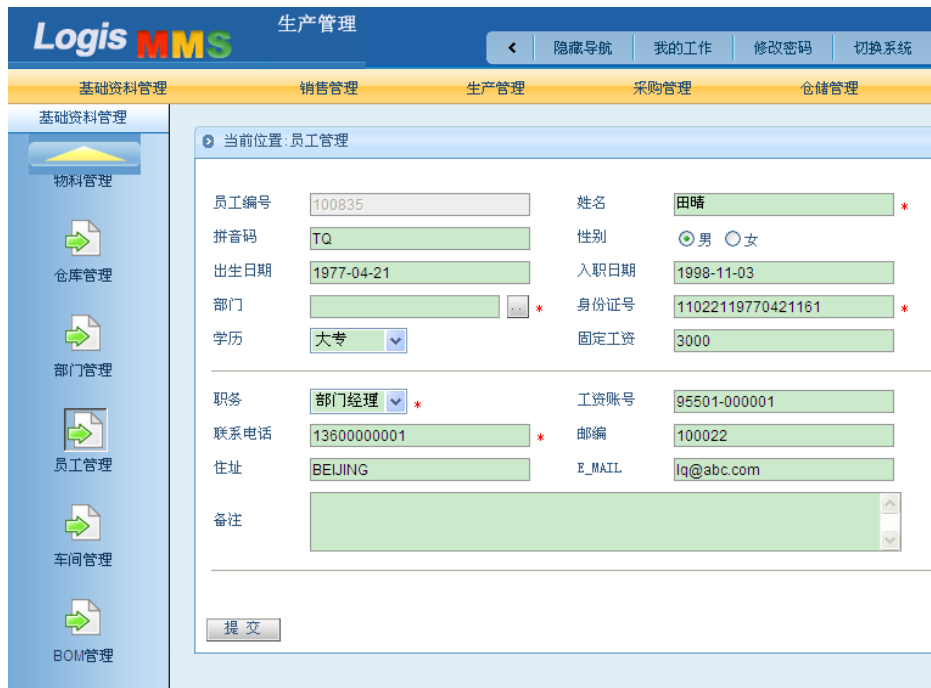 Logis MMS
生产管理
隐藏导航 我的工作 修改密码 切换系统
基础资料管理 销售管理 生产管理 采购管理 仓储管理
基础资料管理
物料管理
仓库管理
部门管理
员工管理
车间管理
BOM管理
当前位置:员工管理
员工编号 100835 姓名 田晴 *
拼音码 TQ 性别 男 女
出生日期 1977-04-21 入职日期 1998-11-03
部门 .. * 身份证号 11022119770421161 *
学历 大专 固定工资 3000
职务 部门经理 * 工资账号 95501-000001
联系电话 13600000001 * 邮编 100022
住址 BEIJING E_MAIL lq@abc.com
备注
提 交